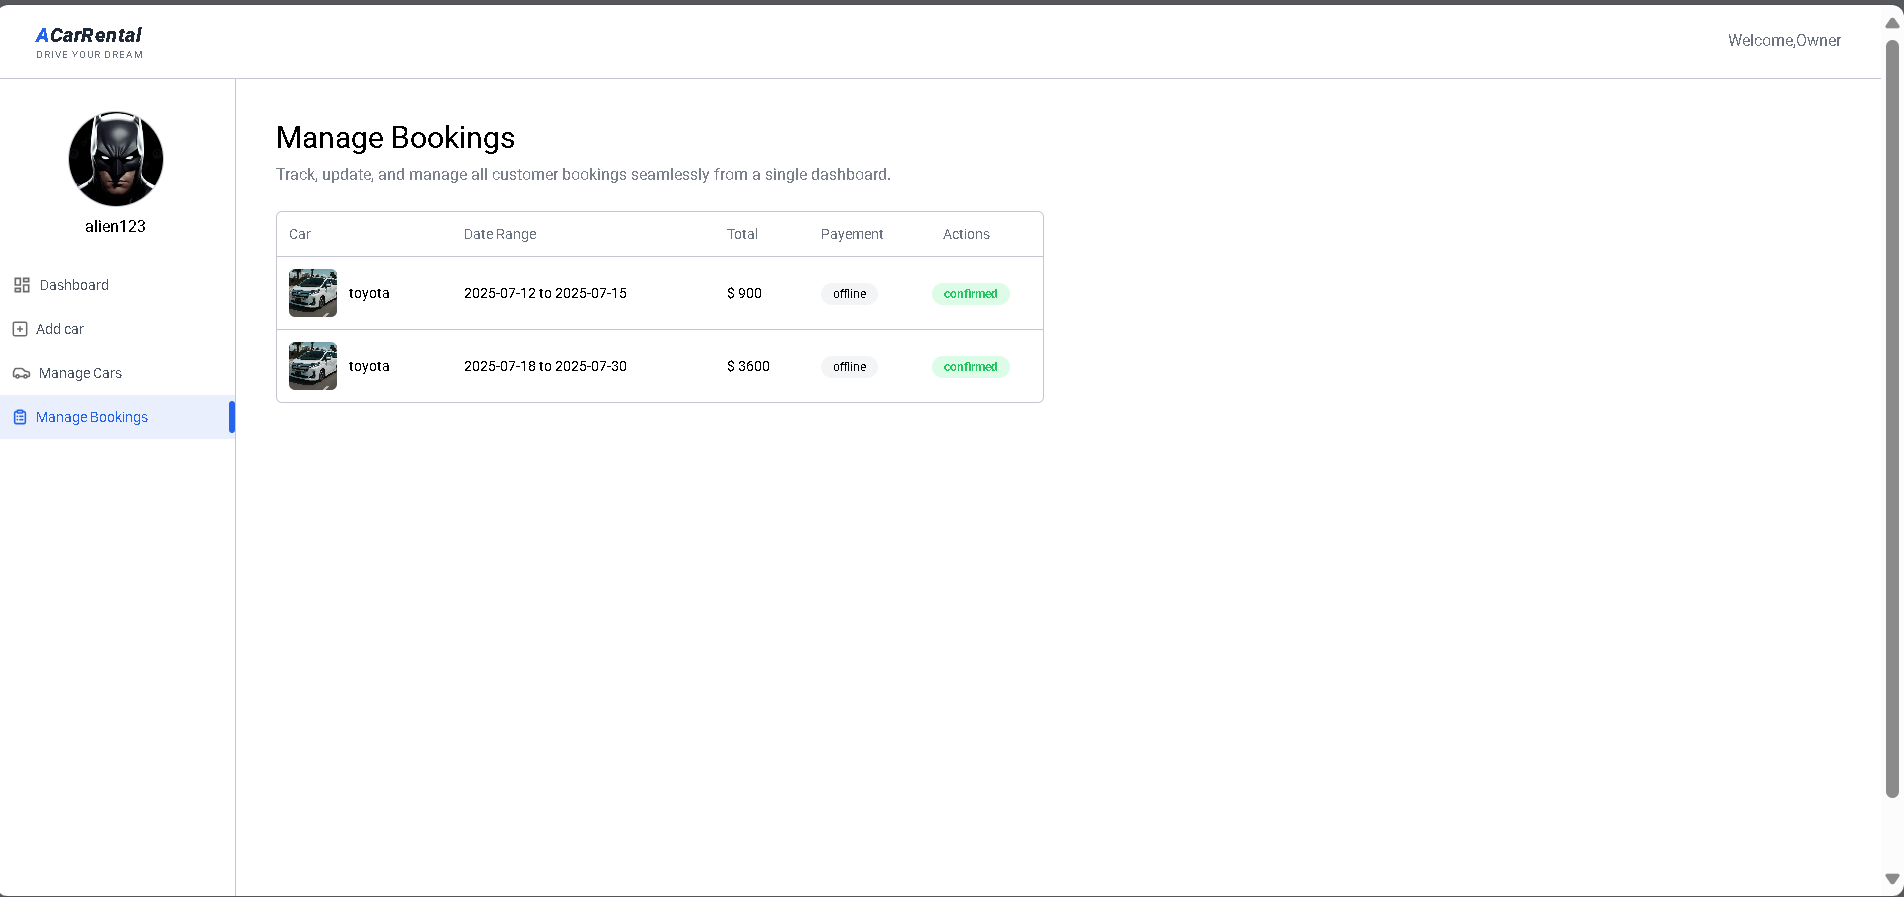 ACarRental
DRIVE YOUR DREAM
Welcome,Owner
alien123
Dashboard
Add car
Manage Cars
Manage Bookings
Manage Bookings
Track, update, and manage all customer bookings seamlessly from a single dashboard.
Car Date Range Total Payement Actions
toyota 2025-07-12 to 2025-07-15 $ 900 offline confirmed
toyota 2025-07-18 to 2025-07-30 $ 3600 offline confirmed